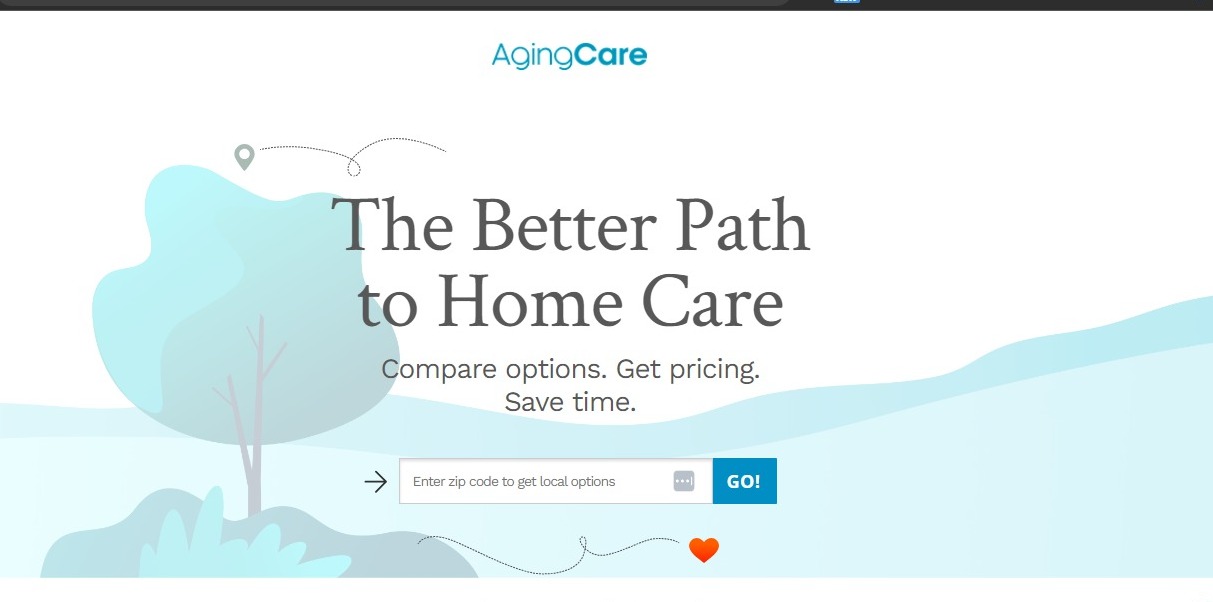 AgingCare
The Better Path
to Home Care
Compare options. Get pricing.
Save time.
Enter zip code to get local options
GO!